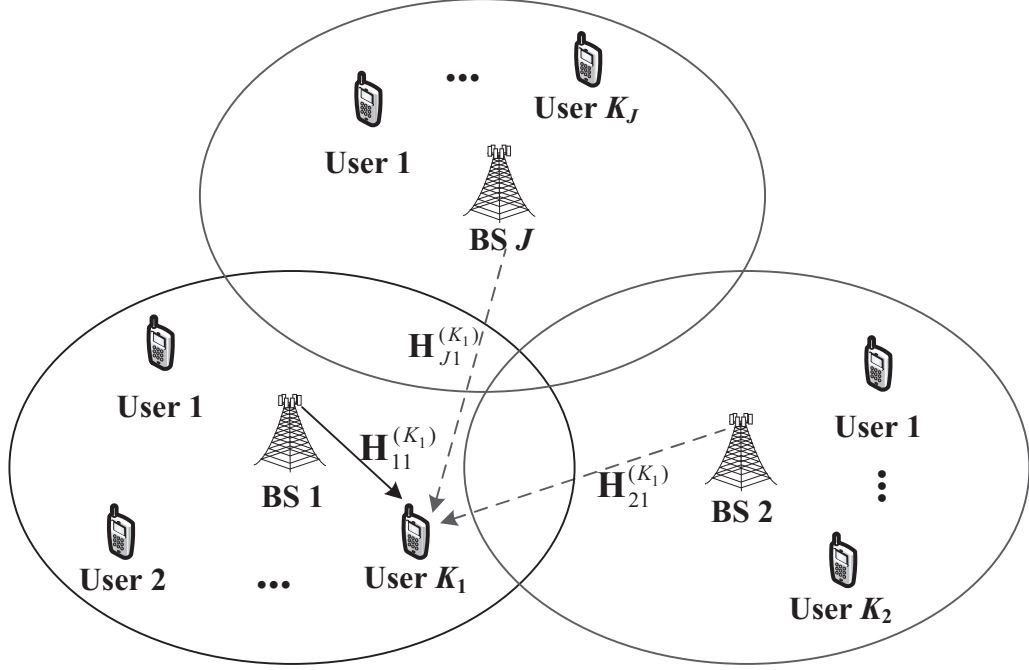 ...
User K_J
User 1
BS J
H_{J1}^{(K_1)}
User 1
User 1
H_{11}^{(K_1)}
H_{21}^{(K_1)}
BS 1
BS 2
⋮
User 2
...
User K_1
User K_2